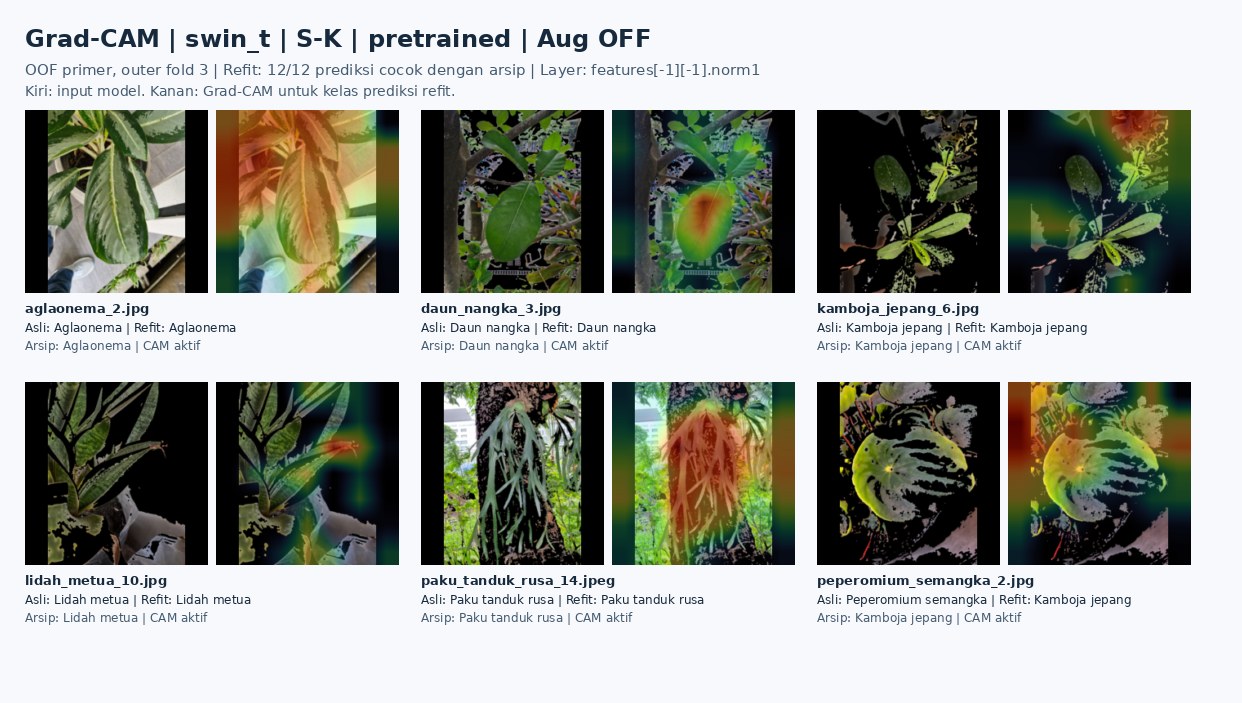 Grad-CAM | swin_t | S-K | pretrained | Aug OFF
OOF primer, outer fold 3 | Refit: 12/12 prediksi cocok dengan arsip | Layer: features[-1][-1].norm1
Kiri: input model. Kanan: Grad-CAM untuk kelas prediksi refit.
aglaonema_2.jpg
Asli: Aglaonema | Refit: Aglaonema
Arsip: Aglaonema | CAM aktif
daun_nangka_3.jpg
Asli: Daun nangka | Refit: Daun nangka
Arsip: Daun nangka | CAM aktif
kamboja_jepang_6.jpg
Asli: Kamboja jepang | Refit: Kamboja jepang
Arsip: Kamboja jepang | CAM aktif
lidah_metua_10.jpg
Asli: Lidah metua | Refit: Lidah metua
Arsip: Lidah metua | CAM aktif
paku_tanduk_rusa_14.jpeg
Asli: Paku tanduk rusa | Refit: Paku tanduk rusa
Arsip: Paku tanduk rusa | CAM aktif
peperomium_semangka_2.jpg
Asli: Peperomium semangka | Refit: Kamboja jepang
Arsip: Kamboja jepang | CAM aktif